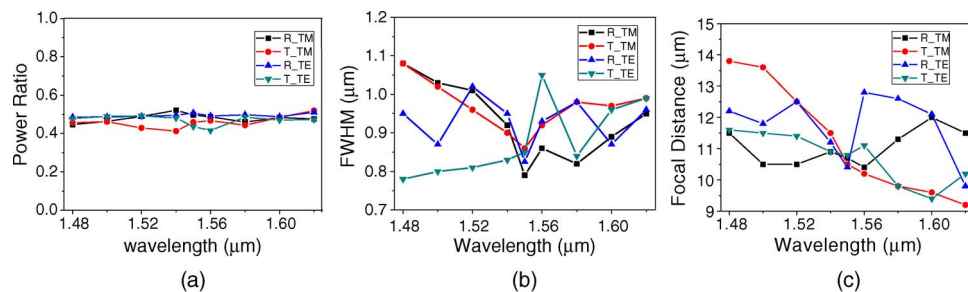 1.0
0.8
0.6
0.4
0.2
0.0
Power Ratio
R_TM
T_TM
R_TE
T_TE
1.48 1.52 1.56 1.60
wavelength (μm)
(a)
1.2
1.1
1.0
0.9
0.8
0.7
FWHM (μm)
R_TM
T_TM
R_TE
T_TE
1.48 1.52 1.56 1.60
Wavelength (μm)
(b)
15
14
13
12
11
10
9
Focal Distance (μm)
R_TM
T_TM
R_TE
T_TE
1.48 1.52 1.56 1.60
Wavelength (μm)
(c)